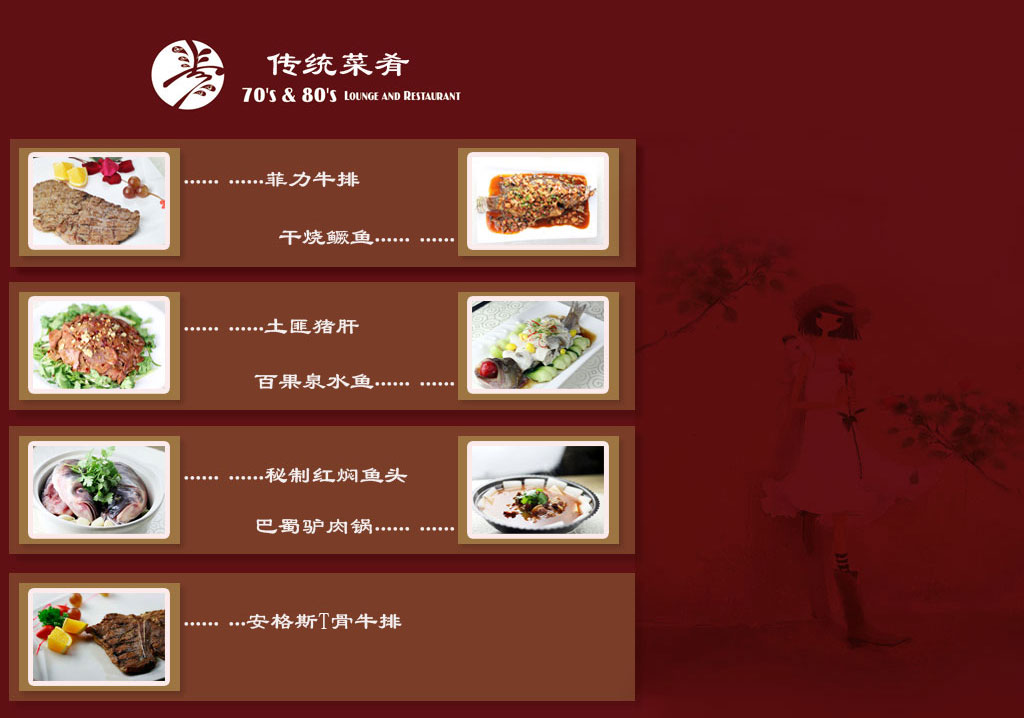 传统菜肴
70's & 80's LOUNGE AND RESTAURANT
...... ......菲力牛排
干烧鳜鱼...... ......
...... ......土匪猪肝
百果泉水鱼...... ......
...... ......秘制红焖鱼头
巴蜀驴肉锅...... ......
...... ...安格斯T骨牛排